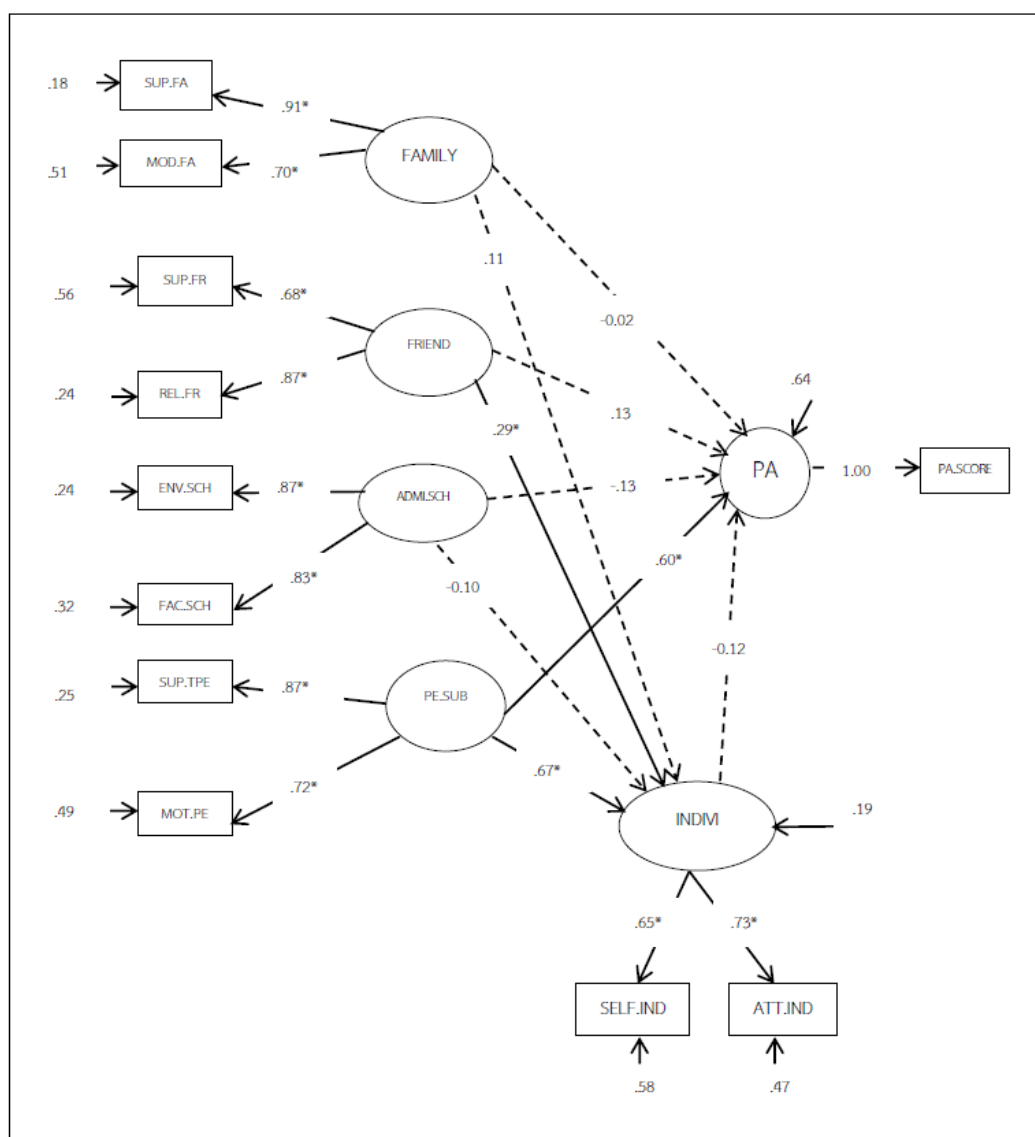 .18
SUP.FA
.91*
FAMILY
.51
MOD.FA
.70*
.11
-0.02
.56
SUP.FR
.68*
FRIEND
.24
REL.FR
.87*
.29*
.13
.64
PA
1.00
PA.SCORE
.24
ENV.SCH
.87*
ADMI.SCH
-.13
.32
FAC.SCH
.83*
-0.10
.60*
-0.12
.25
SUP.TPE
.87*
PE.SUB
.67*
.49
MOT.PE
.72*
INDIVI
.19
.65*
.73*
SELF.IND
ATT.IND
.58
.47